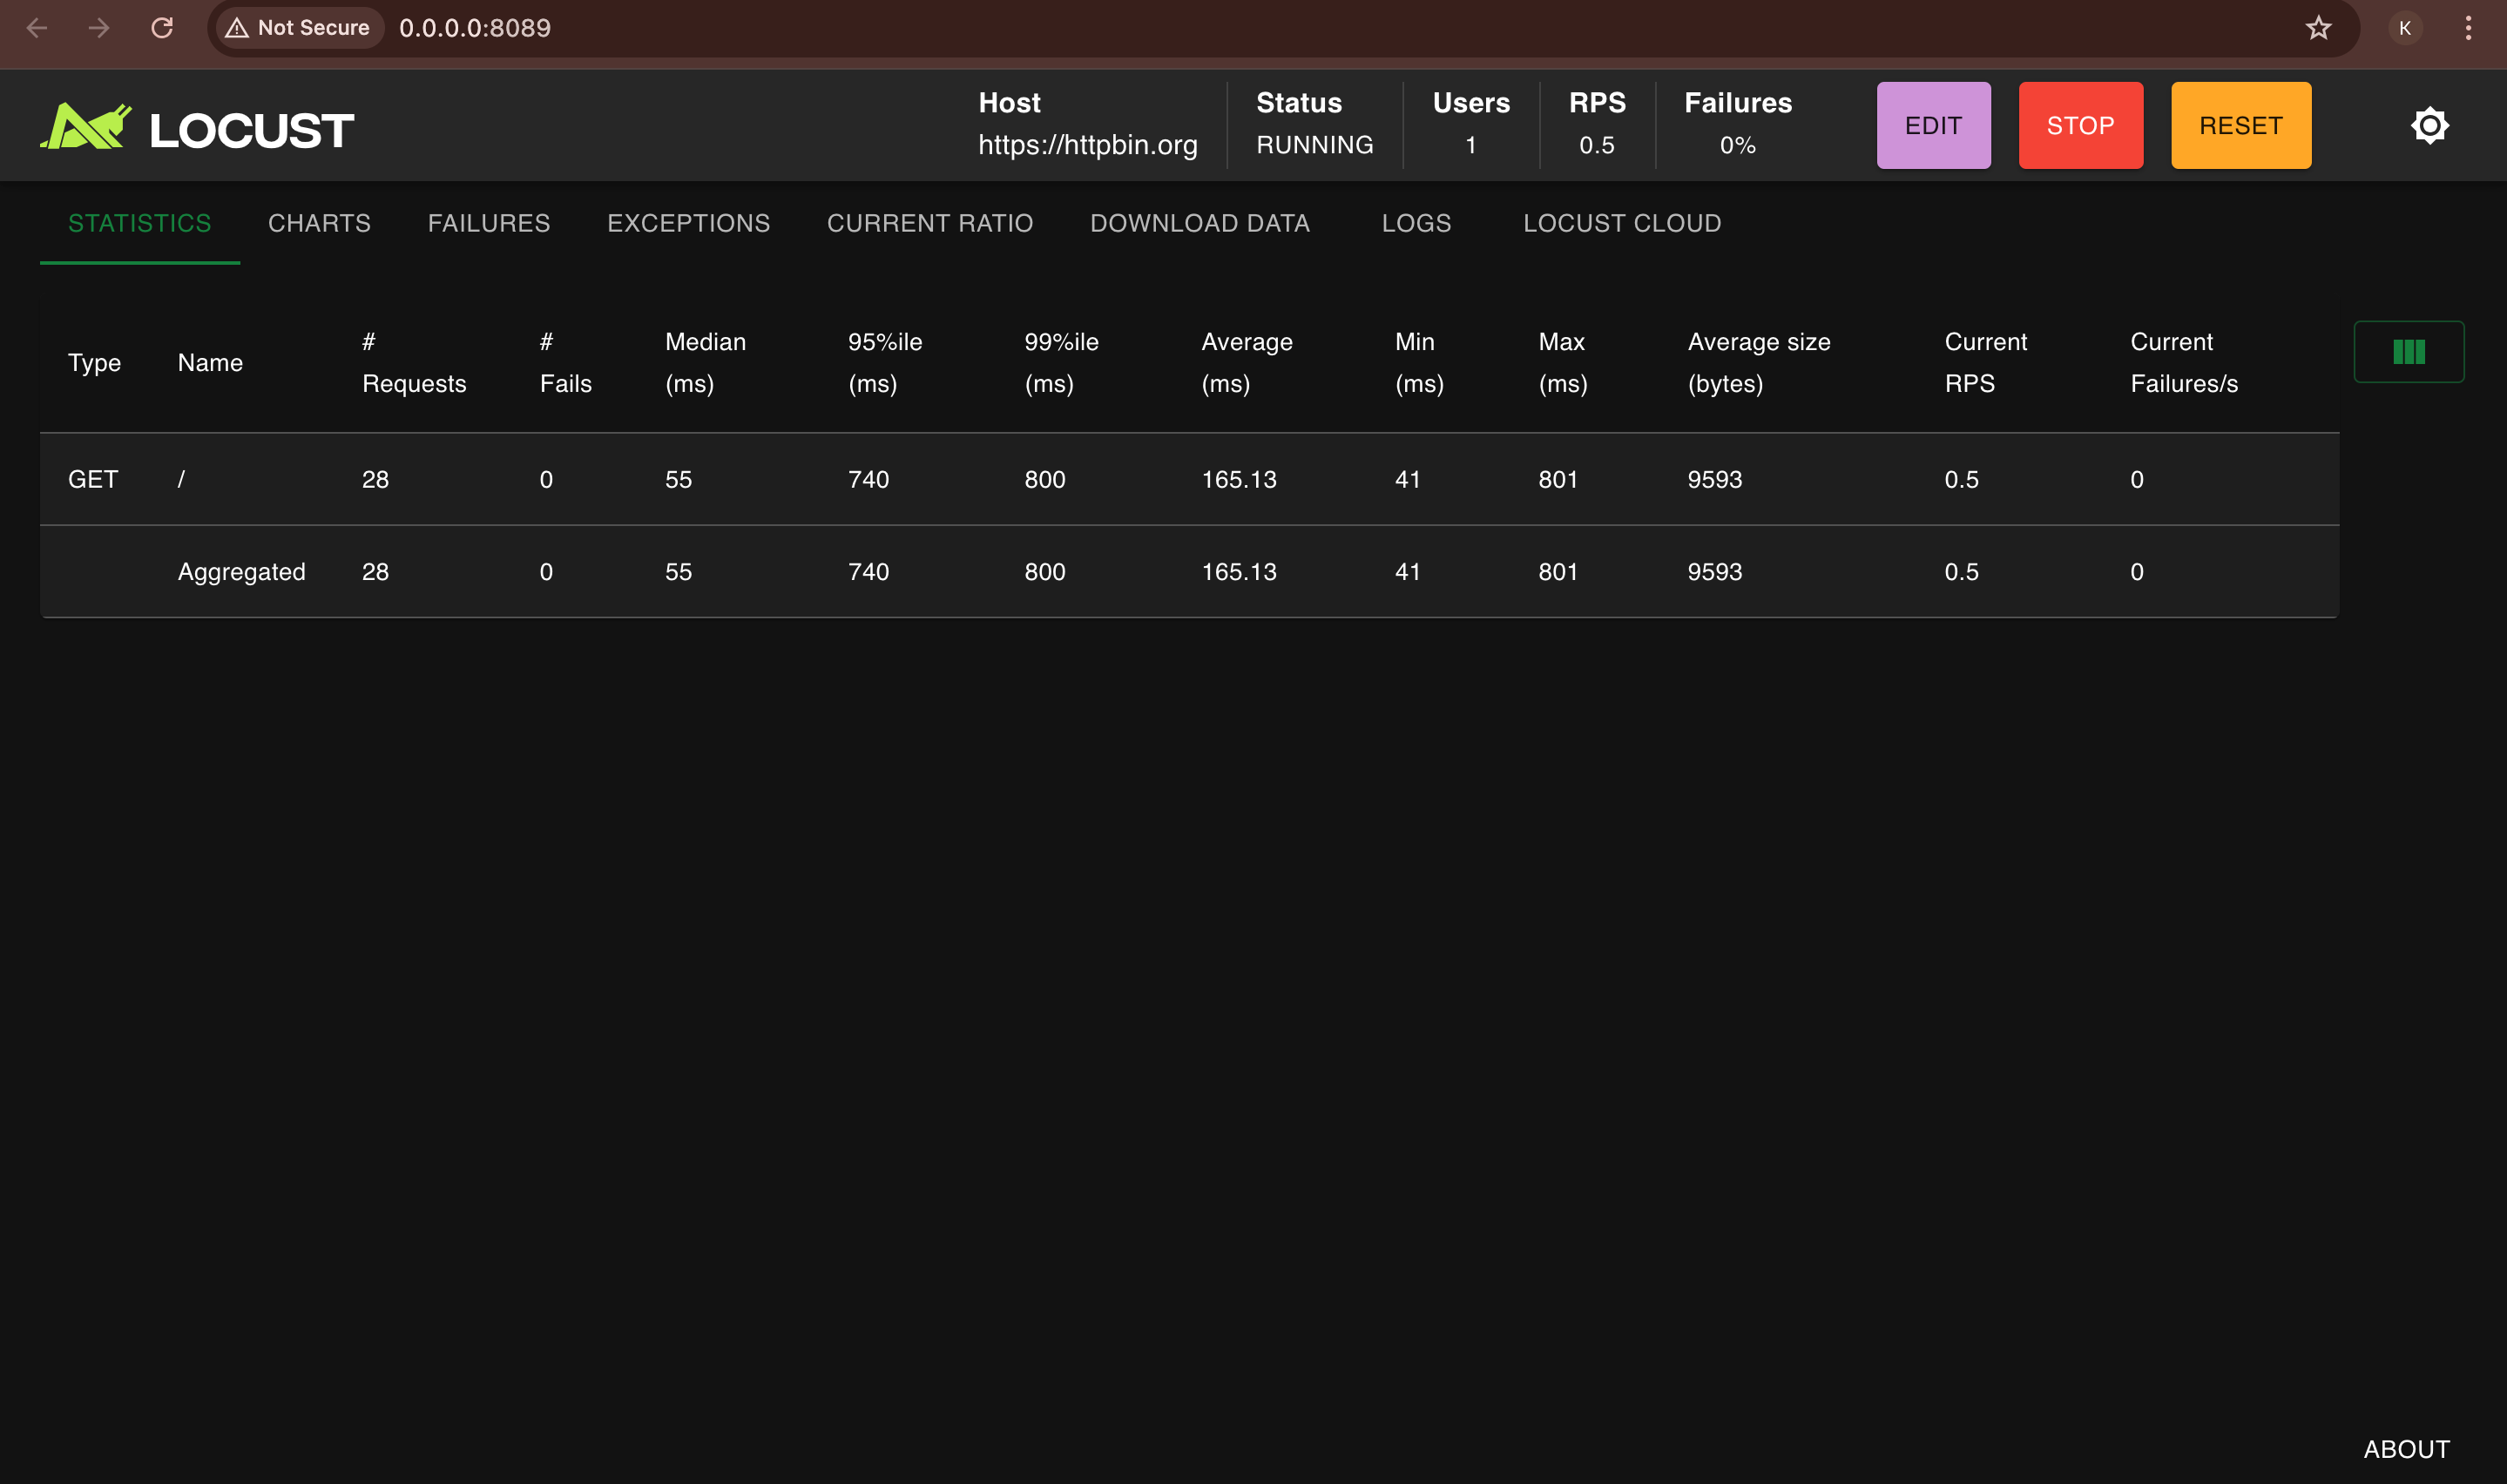 Not Secure 0.0.0.0:8089 K
LOCUST
Host Status Users RPS Failures
https://httpbin.org RUNNING 1 0.5 0%
EDIT STOP RESET
STATISTICS CHARTS FAILURES EXCEPTIONS CURRENT RATIO DOWNLOAD DATA LOGS LOCUST CLOUD
Type Name # Requests # Fails Median (ms) 95%ile (ms) 99%ile (ms) Average (ms) Min (ms) Max (ms) Average size (bytes) Current RPS Current Failures/s
GET / 28 0 55 740 800 165.13 41 801 9593 0.5 0
Aggregated 28 0 55 740 800 165.13 41 801 9593 0.5 0
ABOUT